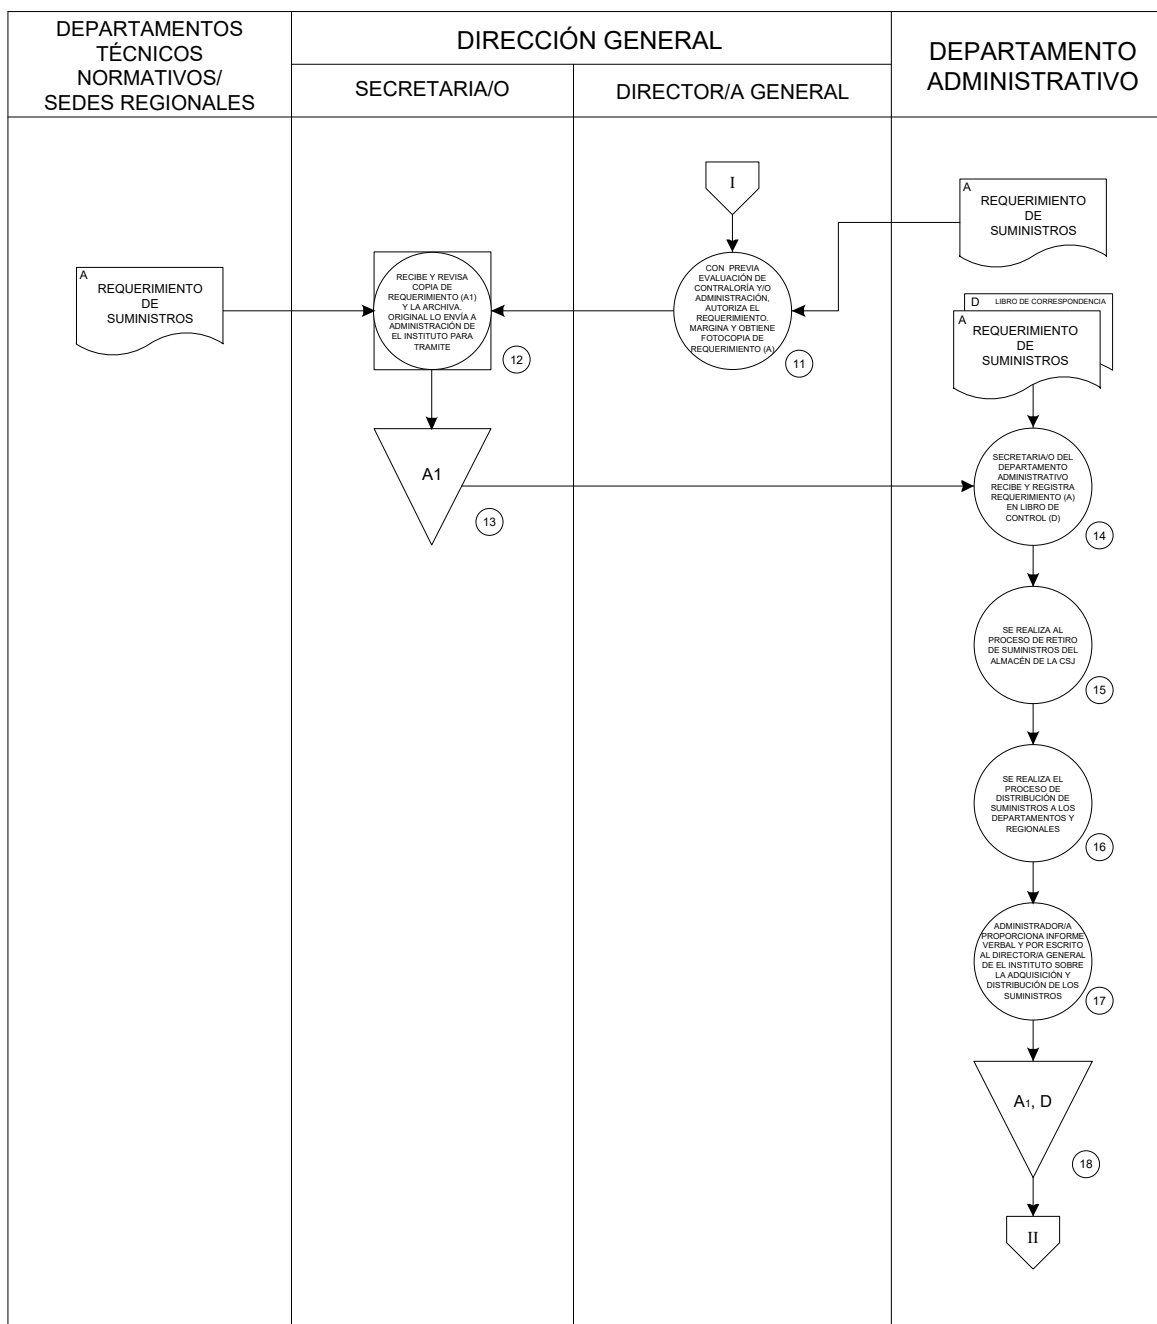 DEPARTAMENTOS
TÉCNICOS
NORMATIVOS/
SEDES REGIONALES
DIRECCIÓN GENERAL
SECRETARIA/O
DIRECTOR/A GENERAL
DEPARTAMENTO
ADMINISTRATIVO
I
A
REQUERIMIENTO
DE
SUMINISTROS
A
REQUERIMIENTO
DE
SUMINISTROS
RECIBE Y REVISA
COPIA DE
REQUERIMIENTO (A1)
Y LA ARCHIVA.
ORIGINAL LO ENVÍA A
ADMINISTRACIÓN DE
EL INSTITUTO PARA
TRAMITE
12
CON PREVIA
EVALUACIÓN DE
CONTRALORÍA Y/O
ADMINISTRACIÓN,
AUTORIZA EL
REQUERIMIENTO.
MARGINA Y OBTIENE
FOTOCOPIA DE
REQUERIMIENTO (A)
11
D LIBRO DE CORRESPONDENCIA
A
REQUERIMIENTO
DE
SUMINISTROS
A1
13
SECRETARIA/O DEL
DEPARTAMENTO
ADMINISTRATIVO
RECIBE Y REGISTRA
REQUERIMIENTO (A)
EN LIBRO DE
CONTROL (D)
14
SE REALIZA AL
PROCESO DE RETIRO
DE SUMINISTROS DEL
ALMACÉN DE LA CSJ
15
SE REALIZA EL
PROCESO DE
DISTRIBUCIÓN DE
SUMINISTROS A LOS
DEPARTAMENTOS Y
REGIONALES
16
ADMINISTRADOR/A
PROPORCIONA INFORME
VERBAL Y POR ESCRITO
AL DIRECTOR/A GENERAL
DE EL INSTITUTO SOBRE
LA ADQUISICIÓN Y
DISTRIBUCIÓN DE LOS
SUMINISTROS
17
A1, D
18
II